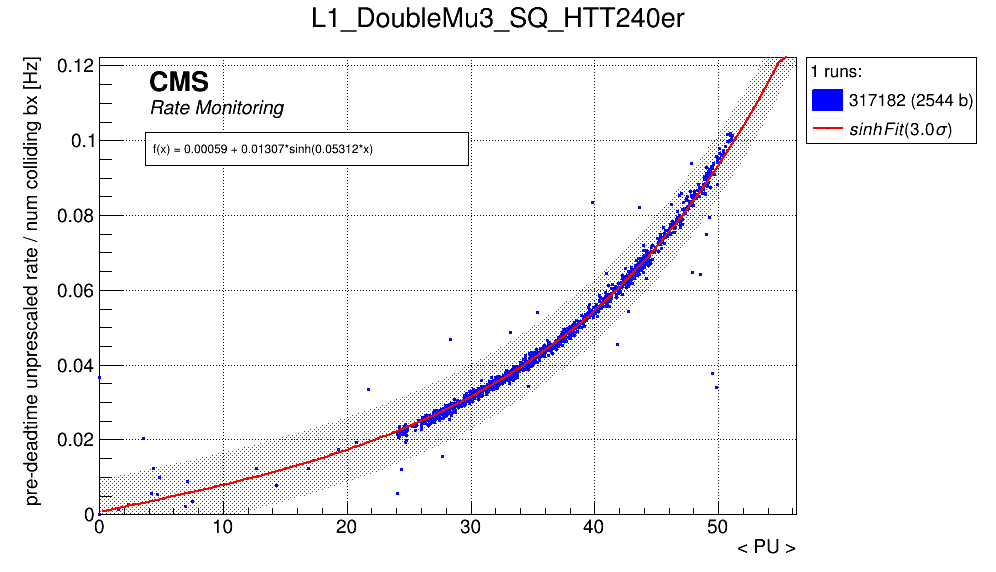 L1_DoubleMu3_SQ_HTT240er
pre-deadtime unprescaled rate / num colliding bx [Hz]
0.12
0.1
0.08
0.06
0.04
0.02
0
CMS
Rate Monitoring
f(x) = 0.00059 + 0.01307*sinh(0.05312*x)
0 10 20 30 40 50
< PU >
1 runs:
317182 (2544 b)
sinhFit(3.0σ)